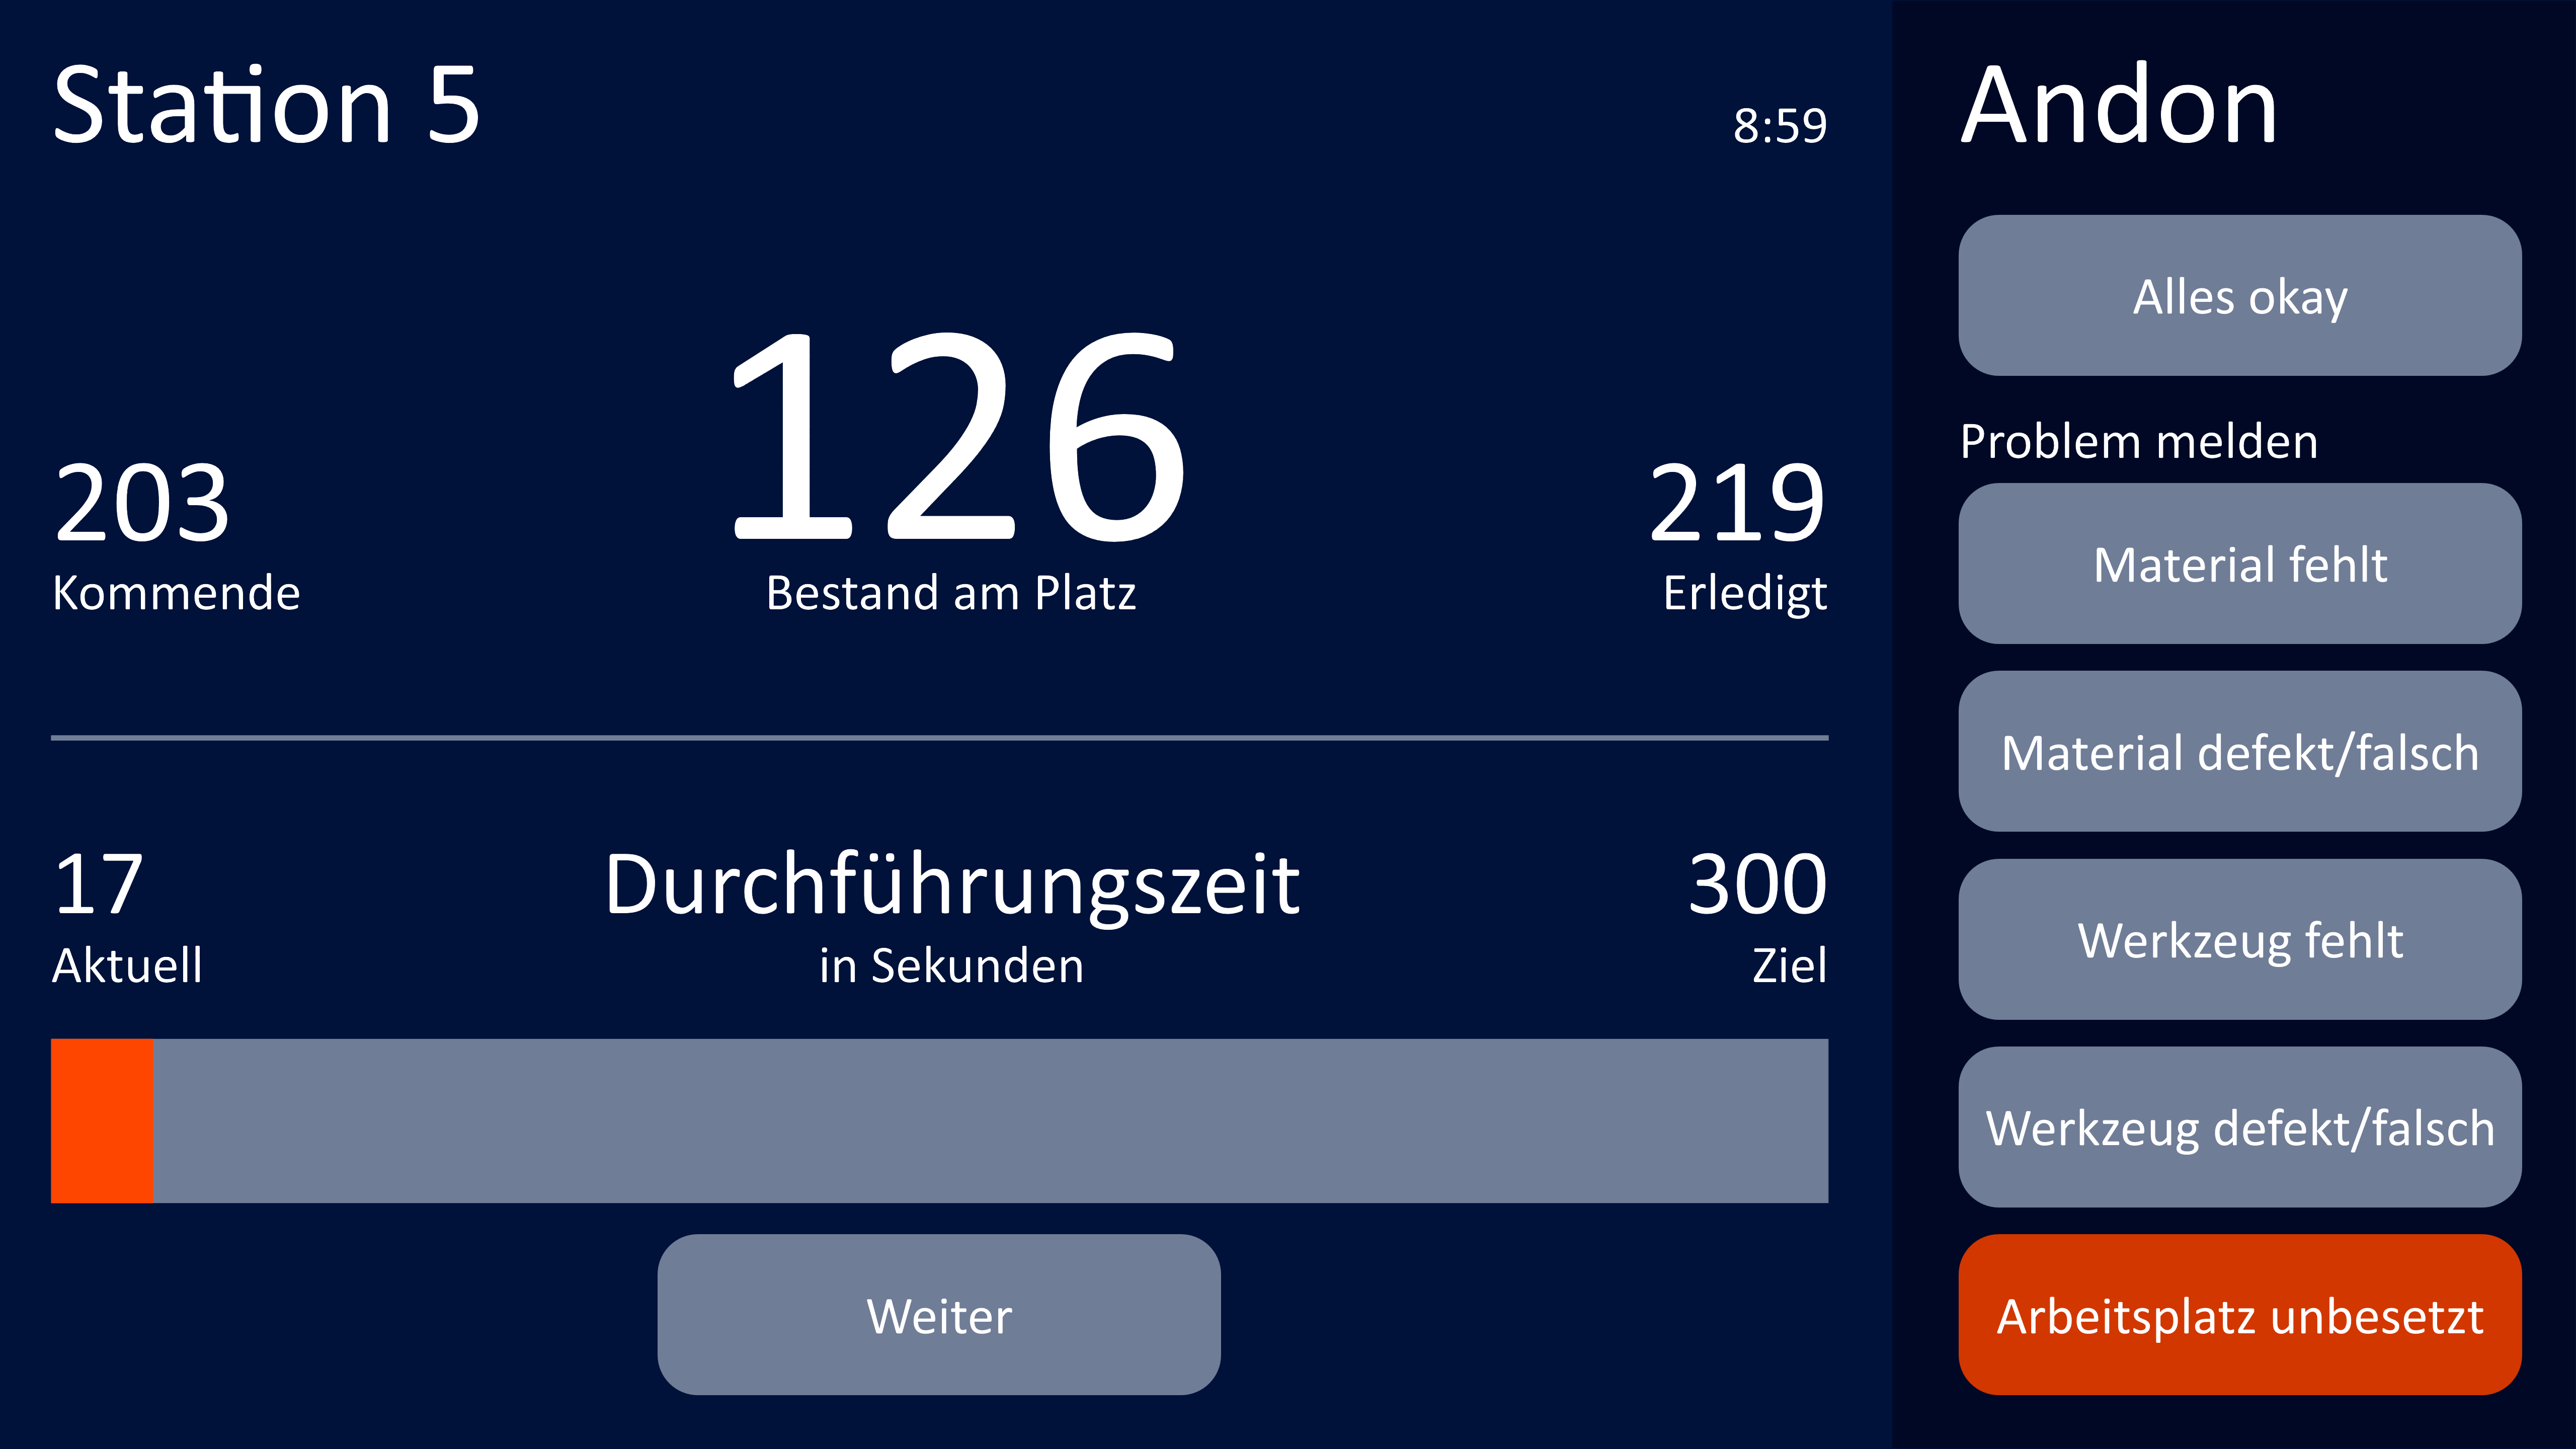 Station 5
8:59
203
Kommende
126
Bestand am Platz
219
Erledigt
17
Aktuell
Durchführungszeit
in Sekunden
300
Ziel
Weiter
Andon
Alles okay
Problem melden
Material fehlt
Material defekt/falsch
Werkzeug fehlt
Werkzeug defekt/falsch
Arbeitsplatz unbesetzt